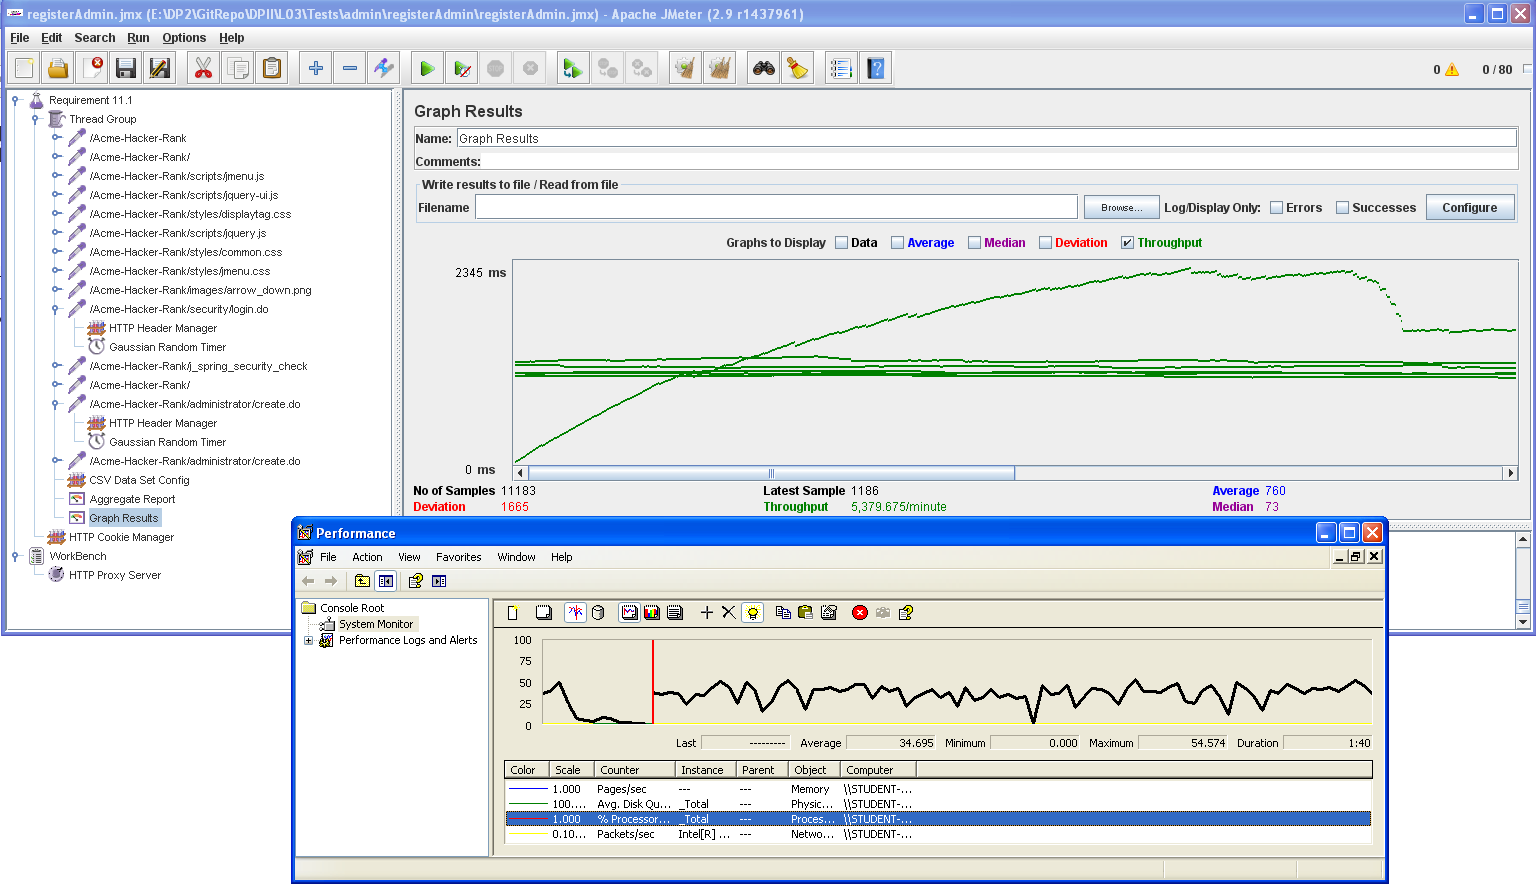 registerAdmin.jmx (E:\DP2\GitRepo\DPII\L03\Tests\admin\registerAdmin\registerAdmin.jmx) - Apache JMeter (2.9 r1437961)
File Edit Search Run Options Help
0 0 / 80
Requirement 11.1
Thread Group
/Acme-Hacker-Rank
/Acme-Hacker-Rank/
/Acme-Hacker-Rank/scripts/jmenu.js
/Acme-Hacker-Rank/scripts/jquery-ui.js
/Acme-Hacker-Rank/styles/displaytag.css
/Acme-Hacker-Rank/scripts/jquery.js
/Acme-Hacker-Rank/styles/common.css
/Acme-Hacker-Rank/styles/jmenu.css
/Acme-Hacker-Rank/images/arrow_down.png
/Acme-Hacker-Rank/security/login.do
HTTP Header Manager
Gaussian Random Timer
/Acme-Hacker-Rank/j_spring_security_check
/Acme-Hacker-Rank/
/Acme-Hacker-Rank/administrator/create.do
HTTP Header Manager
Gaussian Random Timer
/Acme-Hacker-Rank/administrator/create.do
CSV Data Set Config
Aggregate Report
Graph Results
HTTP Cookie Manager
WorkBench
HTTP Proxy Server
Graph Results
Name: Graph Results
Comments:
Write results to file / Read from file
Filename Browse... Log/Display Only: Errors Successes Configure
Graphs to Display Data Average Median Deviation Throughput
2345 ms
0 ms
No of Samples 11183 Latest Sample 1186 Average 760
Deviation 1665 Throughput 5,379.675/minute Median 73
Performance
File Action View Favorites Window Help
Console Root
System Monitor
Performance Logs and Alerts
100
75
50
25
0
Last --------- Average 34.695 Minimum 0.000 Maximum 54.574 Duration 1:40
Color Scale Counter Instance Parent Object Computer
1.000 Pages/sec --- --- Memory \\STUDENT-...
100.... Avg. Disk Qu... _Total --- Physic... \\STUDENT-...
1.000 % Processor... _Total --- Proces... \\STUDENT-...
0.10... Packets/sec Intel[R] ... --- Netwo... \\STUDENT-...